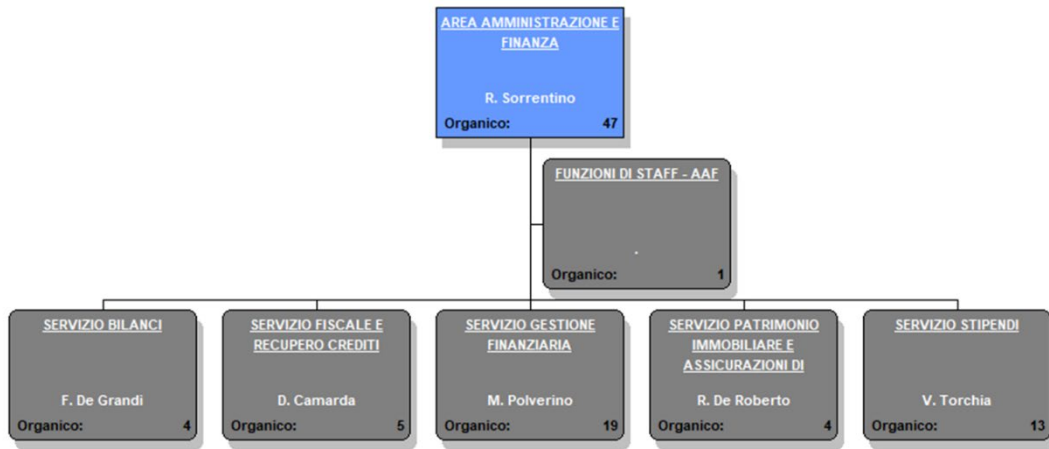 AREA AMMINISTRAZIONE E
FINANZA
R. Sorrentino
Organico: 47
FUNZIONI DI STAFF - AAF
.
Organico: 1
SERVIZIO BILANCI
F. De Grandi
Organico: 4
SERVIZIO FISCALE E
RECUPERO CREDITI
D. Camarda
Organico: 5
SERVIZIO GESTIONE
FINANZIARIA
M. Polverino
Organico: 19
SERVIZIO PATRIMONIO
IMMOBILIARE E
ASSICURAZIONI DI
R. De Roberto
Organico: 4
SERVIZIO STIPENDI
V. Torchia
Organico: 13